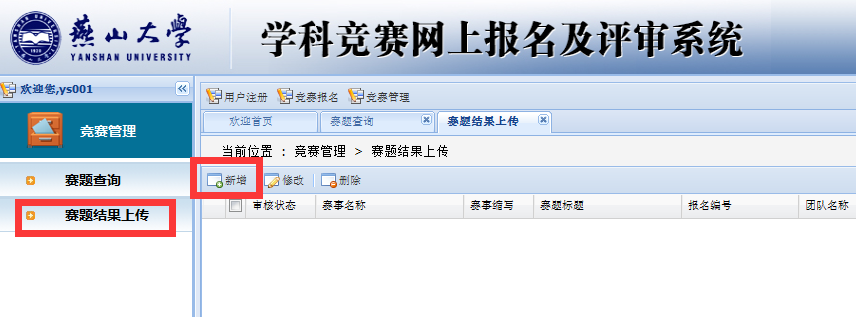 燕山大学
YANSHAN UNIVERSITY
学科竞赛网上报名及评审系统
欢迎您,ys001
用户注册 竞赛报名 竞赛管理
竞赛管理
欢迎首页 赛题查询 赛题结果上传
当前位置 : 竞赛管理 > 赛题结果上传
赛题查询
新增 修改 删除
赛题结果上传
审核状态 赛事名称 赛事缩写 赛题标题 报名编号 团队名称